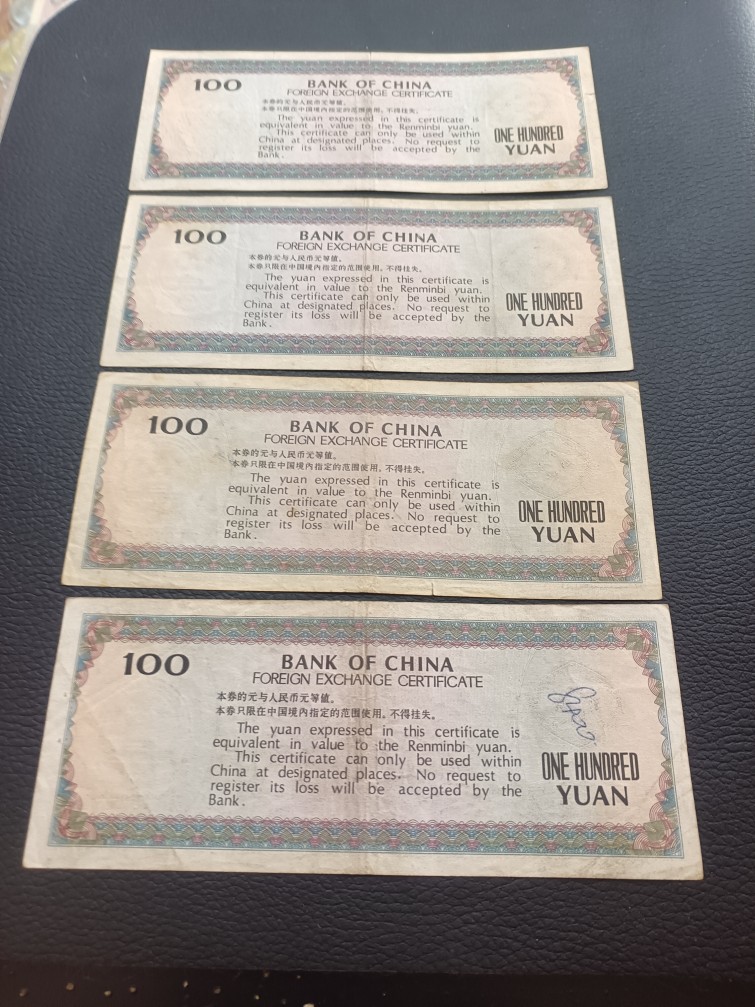 100
BANK OF CHINA
FOREIGN EXCHANGE CERTIFICATE
本券的元与人民币元等值。
本券只限在中国境内指定的范围使用，不得挂失。
The yuan expressed in this certificate is
equivalent in value to the Renminbi yuan.
This certificate can only be used within
China at designated places. No request to
register its loss will be accepted by the
Bank.
ONE HUNDRED
YUAN
100
BANK OF CHINA
FOREIGN EXCHANGE CERTIFICATE
本券的元与人民币元等值。
本券只限在中国境内指定的范围使用，不得挂失。
The yuan expressed in this certificate is
equivalent in value to the Renminbi yuan.
This certificate can only be used within
China at designated places. No request to
register its loss will be accepted by the
Bank.
ONE HUNDRED
YUAN
100
BANK OF CHINA
FOREIGN EXCHANGE CERTIFICATE
本券的元与人民币元等值。
本券只限在中国境内指定的范围使用，不得挂失。
The yuan expressed in this certificate is
equivalent in value to the Renminbi yuan.
This certificate can only be used within
China at designated places. No request to
register its loss will be accepted by the
Bank.
ONE HUNDRED
YUAN
100
BANK OF CHINA
FOREIGN EXCHANGE CERTIFICATE
本券的元与人民币元等值。
本券只限在中国境内指定的范围使用，不得挂失。
The yuan expressed in this certificate is
equivalent in value to the Renminbi yuan.
This certificate can only be used within
China at designated places. No request to
register its loss will be accepted by the
Bank.
ONE HUNDRED
YUAN